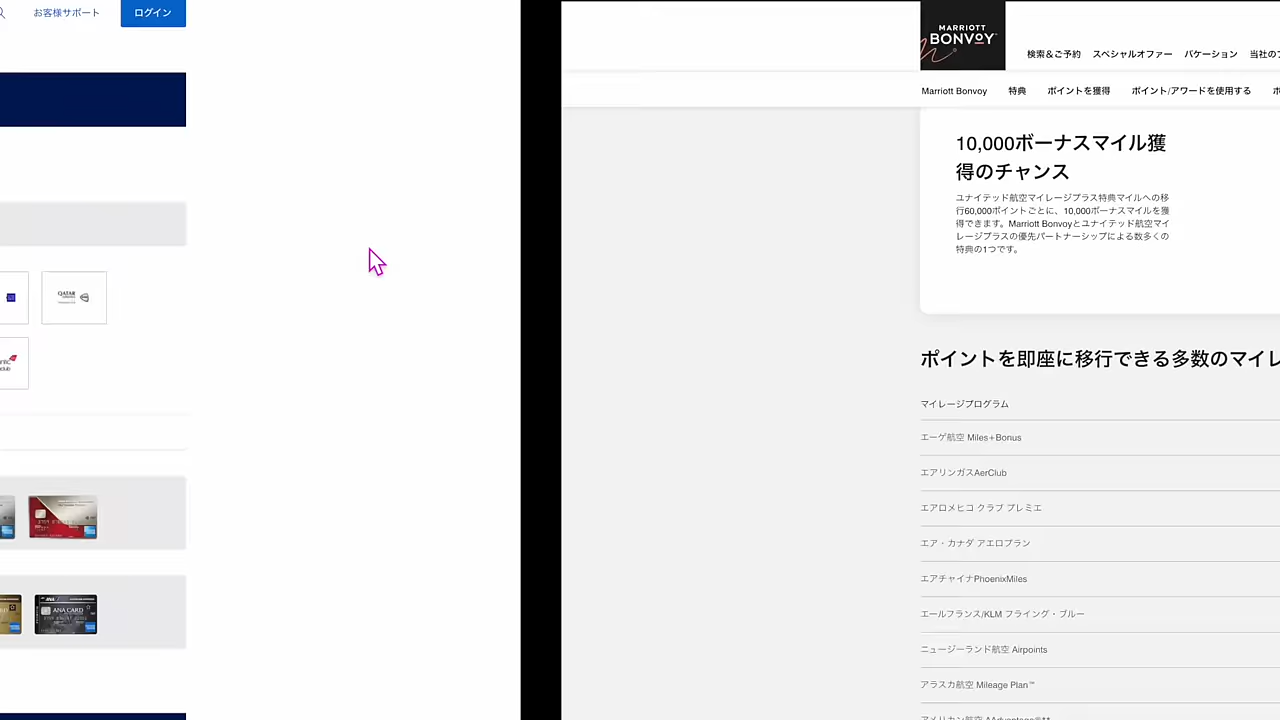 お客様サポート
ログイン
QATAR
ANA CARD
MARRIOTT
BONVOY
検索&ご予約
スペシャルオファー
バケーション
Marriott Bonvoy
特典
ポイントを獲得
ポイント/アワードを使用する
10,000ボーナスマイル獲
得のチャンス
ユナイテッド航空マイレージプラス特典マイルへの移
行60,000ポイントごとに、10,000ボーナスマイルを獲
得できます。Marriott Bonvoyとユナイテッド航空マイ
レージプラスの優先パートナーシップによる数多くの
特典の1つです。
ポイントを即座に移行できる多数のマイレ
マイレージプログラム
エーゲ航空 Miles+Bonus
エアリンガスAerClub
エアロメヒコ クラブ プレミエ
エア・カナダ アエロプラン
エアチャイナPhoenixMiles
エールフランス/KLM フライング・ブルー
ニュージーランド航空 Airpoints
アラスカ航空 Mileage Plan™